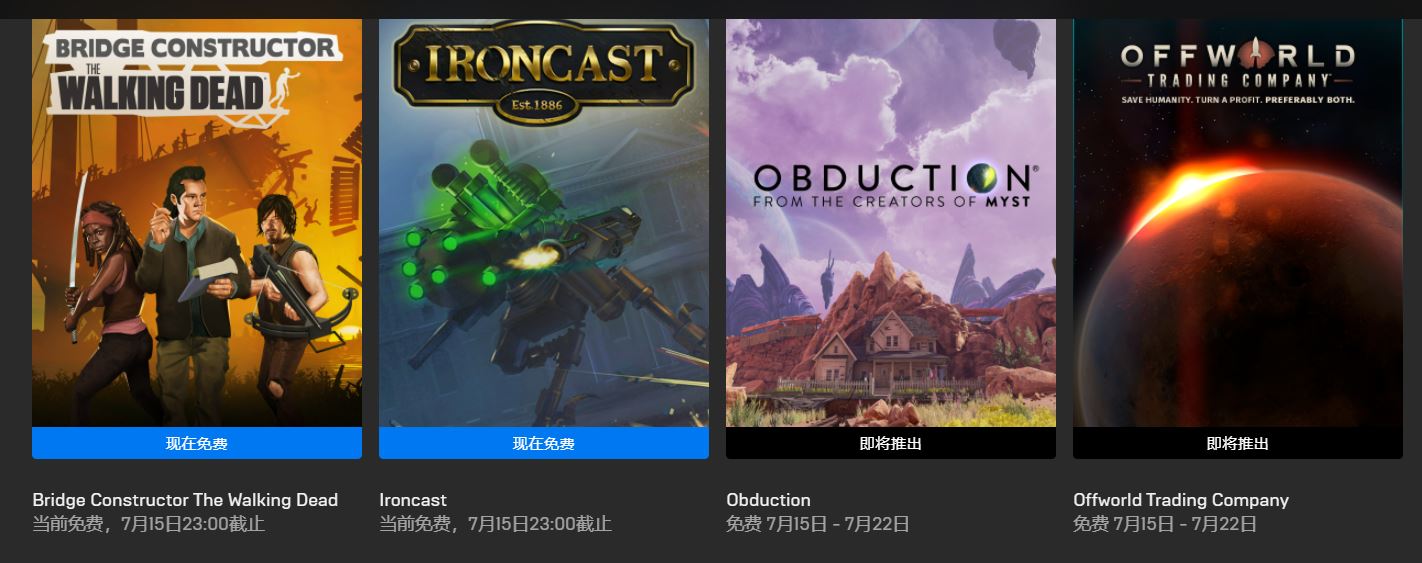 BRIDGE CONSTRUCTOR
THE
WALKING DEAD
IRONCAST
Est.1886
OBDUCTION®
FROM THE CREATORS OF MYST
OFFWORLD
TRADING COMPANY
SAVE HUMANITY. TURN A PROFIT. PREFERABLY BOTH.
现在免费
现在免费
即将推出
即将推出
Bridge Constructor The Walking Dead
当前免费，7月15日23:00截止
Ironcast
当前免费，7月15日23:00截止
Obduction
免费 7月15日 - 7月22日
Offworld Trading Company
免费 7月15日 - 7月22日